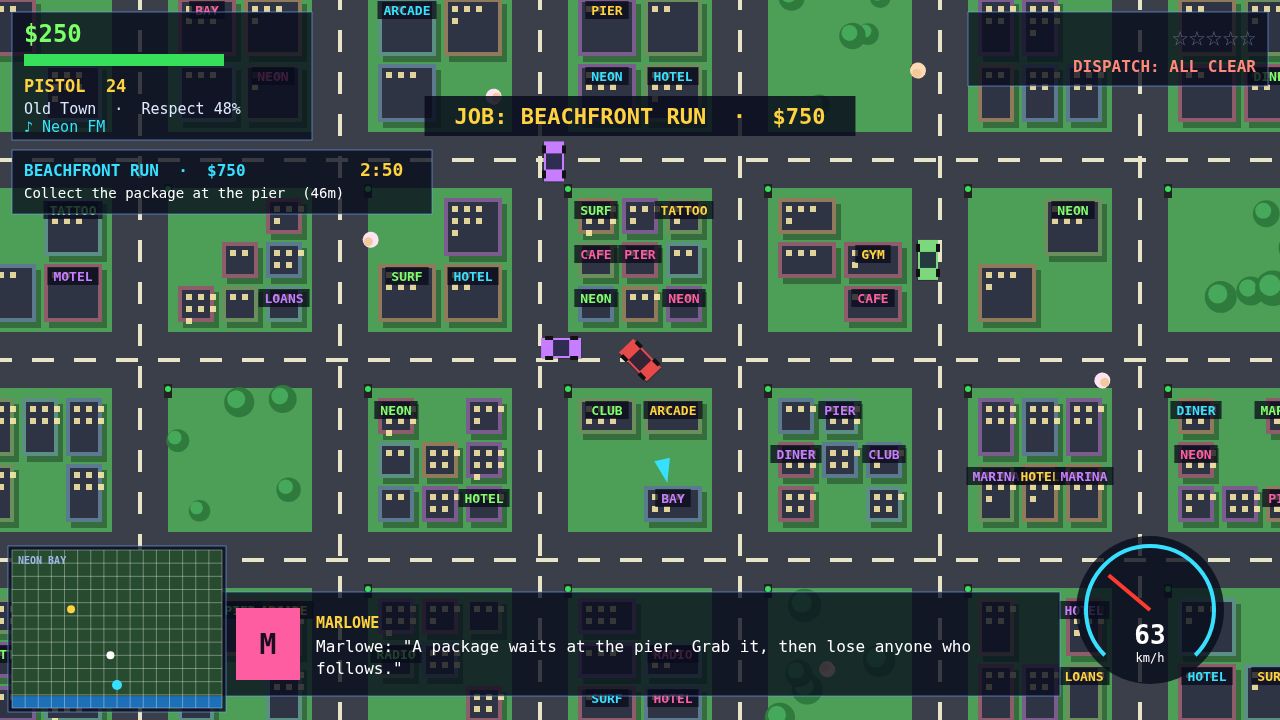 $250
PISTOL  24
Old Town  ·  Respect 48%
♪ Neon FM
☆☆☆☆☆
DISPATCH: ALL CLEAR
JOB: BEACHFRONT RUN  ·  $750
BEACHFRONT RUN  ·  $750  2:50
Collect the package at the pier  (46m)
BAY
ARCADE
PIER
NEON
NEON
HOTEL
TATTOO
SURF
TATTOO
NEON
CAFE
PIER
GYM
MOTEL
SURF
HOTEL
LOANS
NEON
NEON
CAFE
NEON
CLUB
ARCADE
PIER
DINER
DINER
CLUB
NEON
MARINA
HOTEL
MARINA
HOTEL
BAY
NEON BAY
MARLOWE
M
Marlowe: "A package waits at the pier. Grab it, then lose anyone who
follows."
RADIO
RADIO
63
km/h
LOANS
HOTEL
SURF
HOTEL